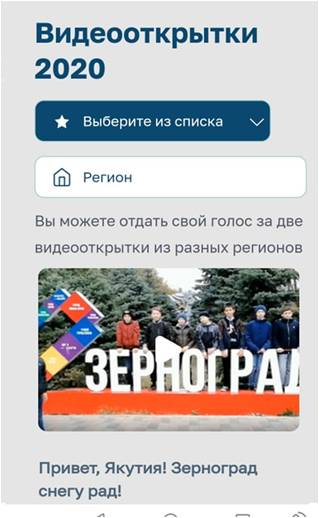 Видеооткрытки
2020
Выберите из списка
Регион
Вы можете отдать свой голос за две
видеооткрытки из разных регионов
ЗЕРНОГРАД
Привет, Якутия! Зерноград
снегу рад!